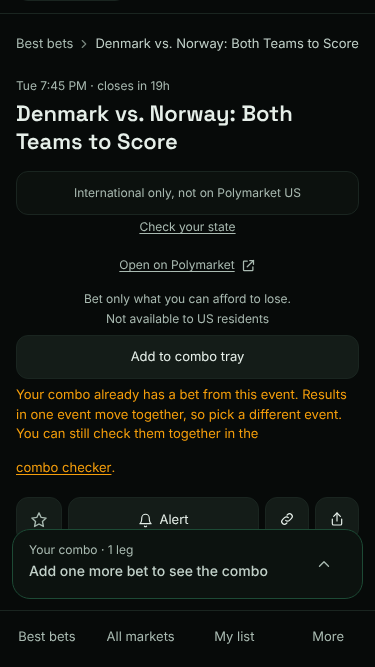 Best bets > Denmark vs. Norway: Both Teams to Score
Tue 7:45 PM · closes in 19h
Denmark vs. Norway: Both
Teams to Score
International only, not on Polymarket US
Check your state
Open on Polymarket
Bet only what you can afford to lose.
Not available to US residents
Add to combo tray
Your combo already has a bet from this event. Results
in one event move together, so pick a different event.
You can still check them together in the
combo checker.
Alert
Your combo · 1 leg
Add one more bet to see the combo
Best bets All markets My list More